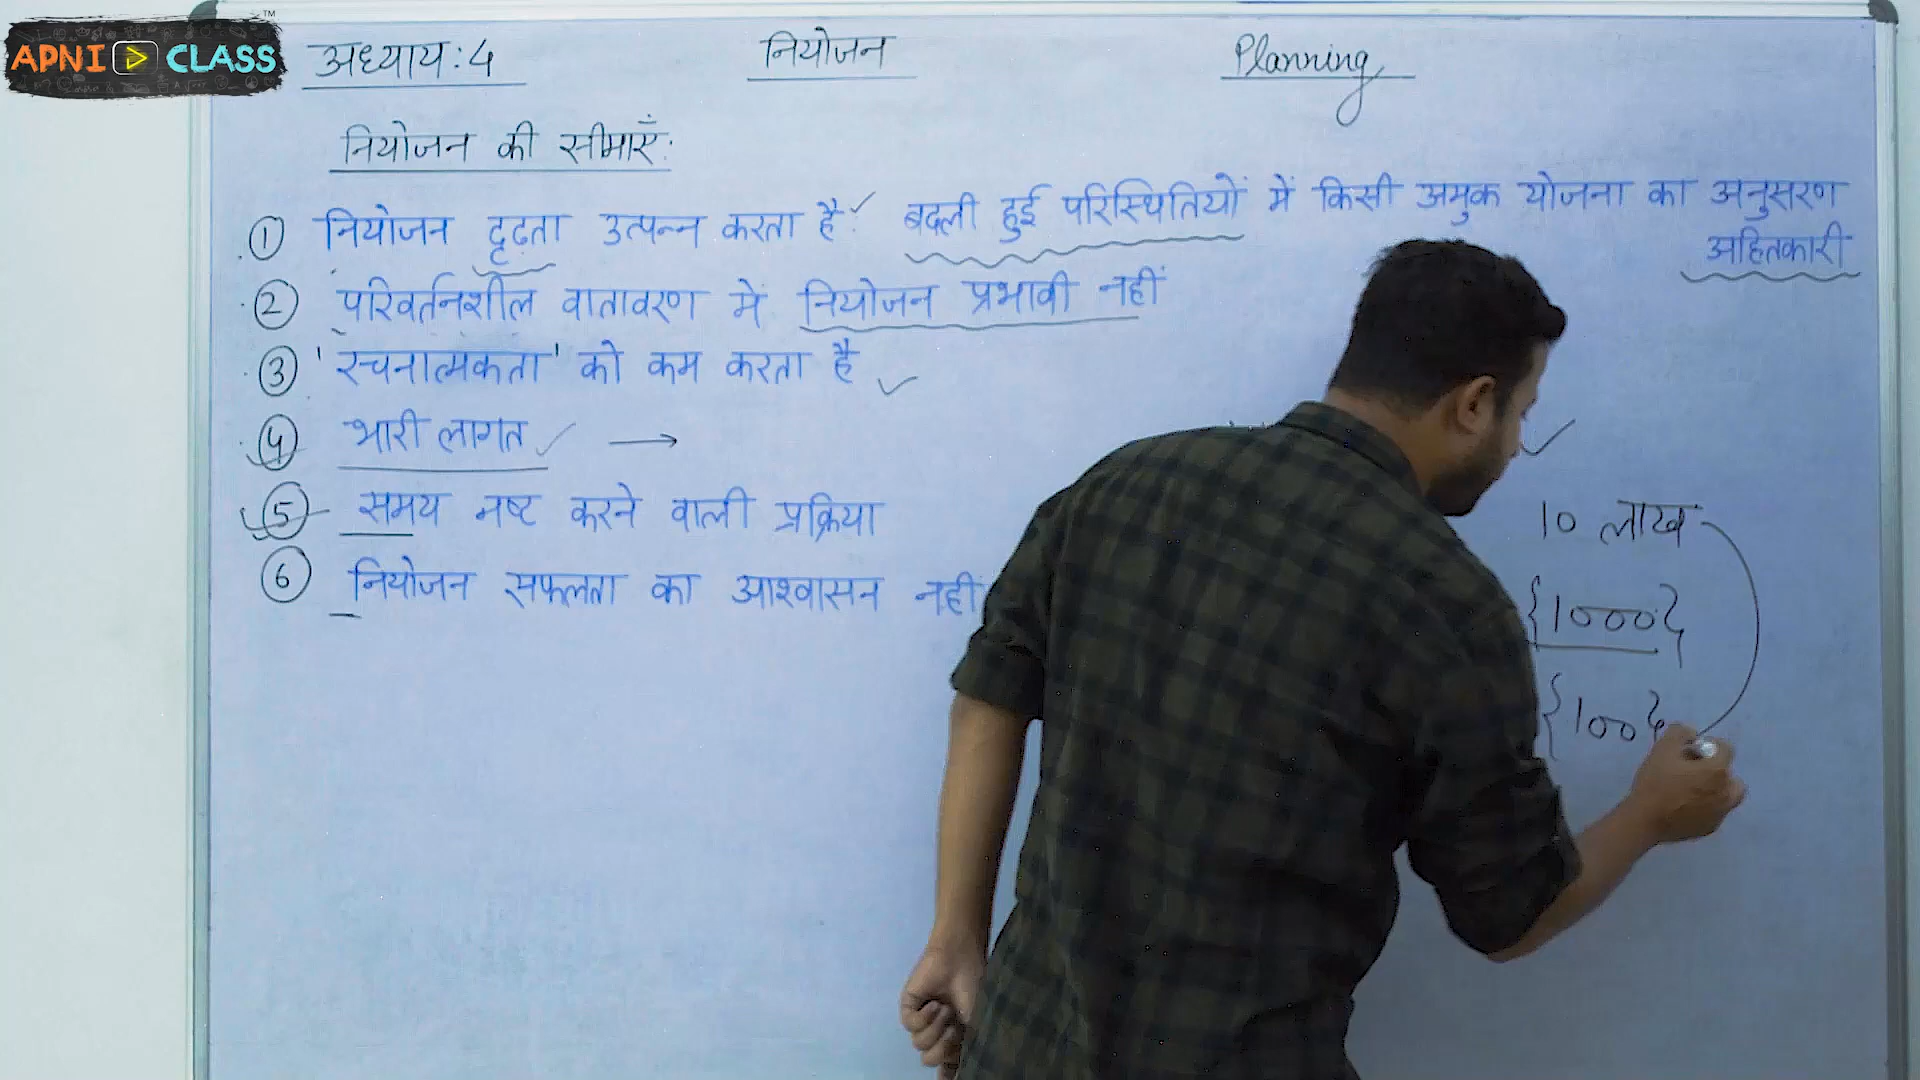 APNI CLASS™
अध्याय: 4 नियोजन Planning
नियोजन की सीमाएँ:
① नियोजन दृढ़ता उत्पन्न करता है बदली हुई परिस्थितियों में किसी अमुक योजना का अनुसरण
अहितकारी
② परिवर्तनशील वातावरण में नियोजन प्रभावी नहीं
③ 'रचनात्मकता' को कम करता है
④ भारी लागत →
⑤ समय नष्ट करने वाली प्रक्रिया
⑥ नियोजन सफलता का आश्वासन नहीं
10 लाख
{1000}
{100}